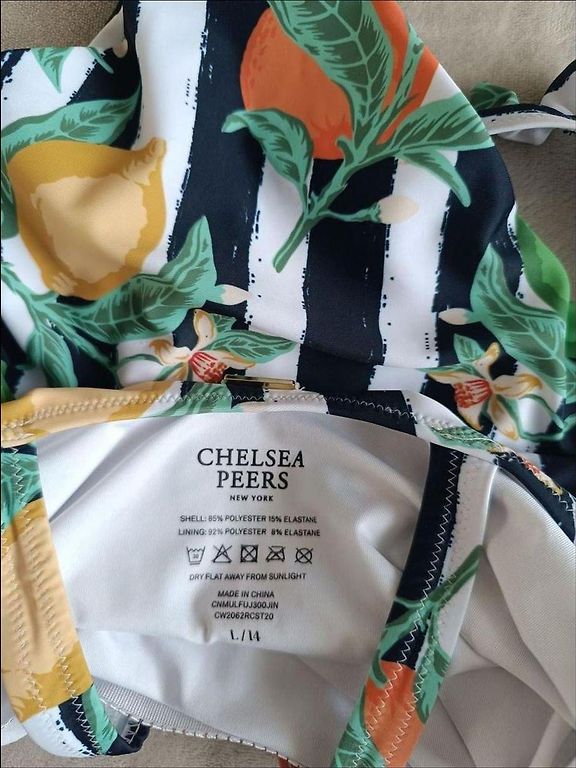 CHELSEA
PEERS
NEW YORK
SHELL: 85% POLYESTER 15% ELASTANE
LINING: 92% POLYESTER 8% ELASTANE
30
DRY FLAT AWAY FROM SUNLIGHT
MADE IN CHINA
CNMULFUJ300JIN
CW2062RCST20
L/14